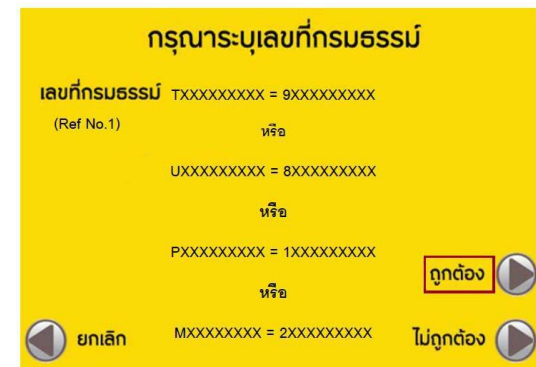 กรุณาระบุเลขที่กรมธรรม์
เลขที่กรมธรรม์ TXXXXXXXXX = 9XXXXXXXXX
(Ref No.1)
หรือ
UXXXXXXXXX = 8XXXXXXXXX
หรือ
PXXXXXXXXX = 1XXXXXXXXX
ถูกต้อง
หรือ
ยกเลิก
MXXXXXXXX = 2XXXXXXXXX
ไม่ถูกต้อง